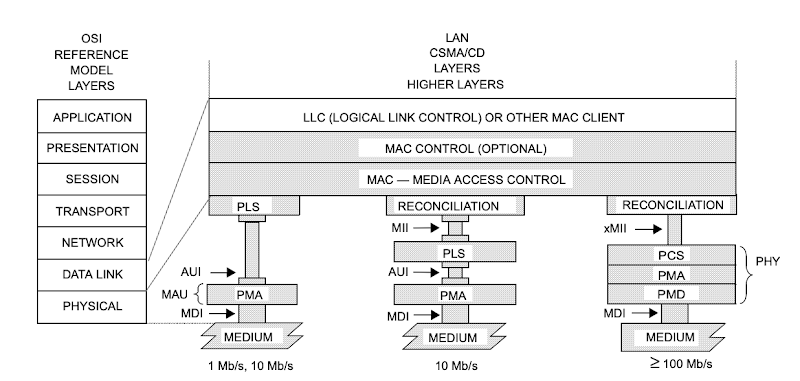 OSI
REFERENCE
MODEL
LAYERS
APPLICATION
PRESENTATION
SESSION
TRANSPORT
NETWORK
DATA LINK
PHYSICAL
LAN
CSMA/CD
LAYERS
HIGHER LAYERS
LLC (LOGICAL LINK CONTROL) OR OTHER MAC CLIENT
MAC CONTROL (OPTIONAL)
MAC — MEDIA ACCESS CONTROL
PLS
AUI
MAU
PMA
MDI
MEDIUM
1 Mb/s, 10 Mb/s
RECONCILIATION
MII
PLS
AUI
PMA
MDI
MEDIUM
10 Mb/s
RECONCILIATION
xMII
PCS
PMA
PMD
PHY
MDI
MEDIUM
≥ 100 Mb/s